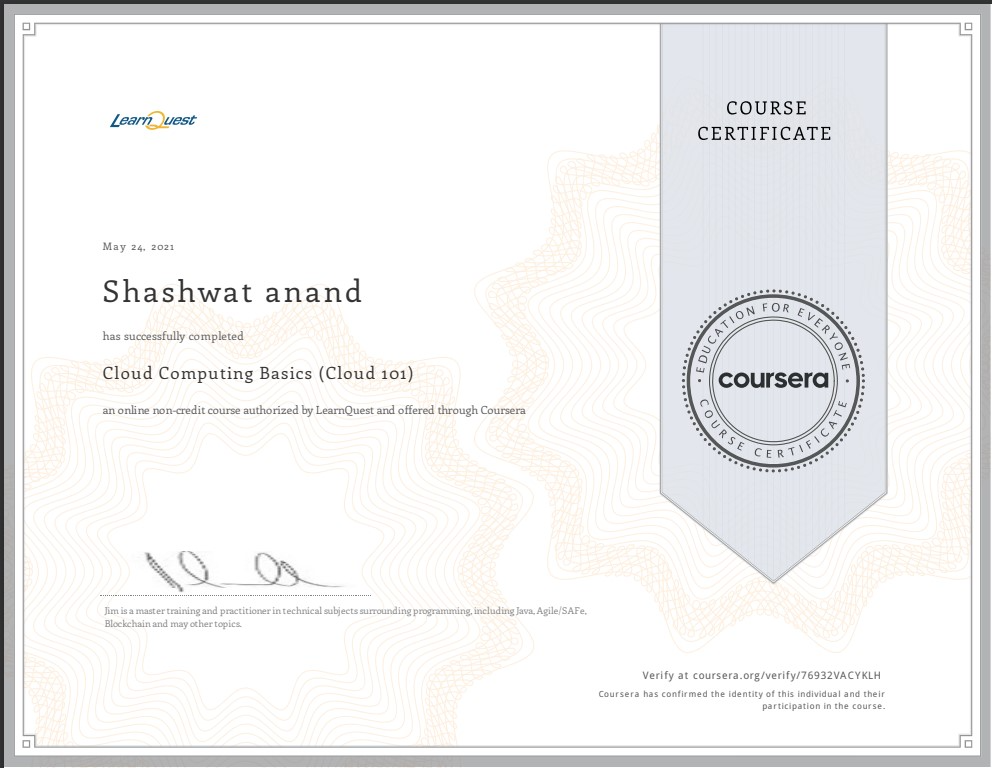 LearnQuest
COURSE
CERTIFICATE
May 24, 2021
Shashwat anand
has successfully completed
Cloud Computing Basics (Cloud 101)
an online non-credit course authorized by LearnQuest and offered through Coursera
EDUCATION FOR EVERYONE
coursera
COURSE CERTIFICATE
Jim is a master training and practitioner in technical subjects surrounding programming, including Java, Agile/SAFe,
Blockchain and may other topics.
Verify at coursera.org/verify/76932VACYKLH
Coursera has confirmed the identity of this individual and their
participation in the course.